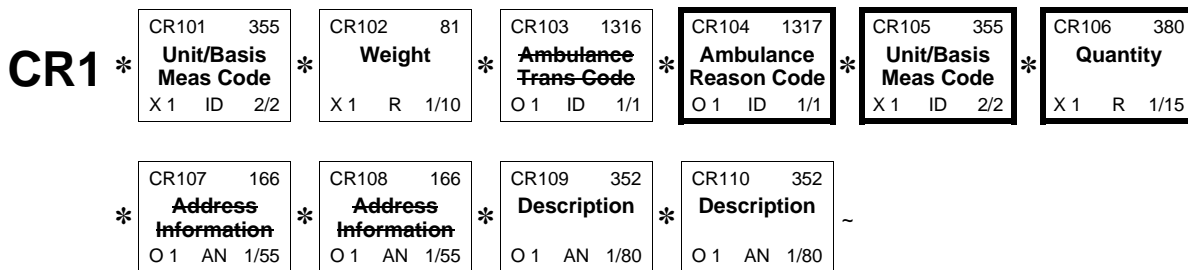 CR101 355 CR102 81 CR103 1316 CR104 1317 CR105 355 CR106 380
CR1 * Unit/Basis Meas Code * Weight * Ambulance Trans Code * Ambulance Reason Code * Unit/Basis Meas Code * Quantity
X 1 ID 2/2 X 1 R 1/10 O 1 ID 1/1 O 1 ID 1/1 X 1 ID 2/2 X 1 R 1/15
CR107 166 CR108 166 CR109 352 CR110 352
* Address Information * Address Information * Description * Description ~
O 1 AN 1/55 O 1 AN 1/55 O 1 AN 1/80 O 1 AN 1/80